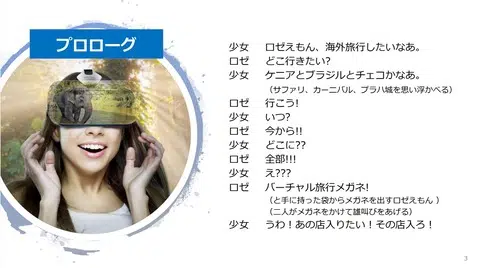 プロローグ
少女　ロゼえもん、海外旅行したいなあ。
ロゼ　どこ行きたい?
少女　ケニアとブラジルとチェコかなあ。
（サファリ、カーニバル、プラハ城を思い浮かべる）
ロゼ　行こう!
少女　いつ?
ロゼ　今から!!
少女　どこに??
ロゼ　全部!!!
少女　え???
ロゼ　バーチャル旅行メガネ!
（と手に持った袋からメガネを出すロゼえもん ）
（二人がメガネをかけて雄叫びをあげる）
少女　うわ！あの店入りたい！その店入ろ！
3